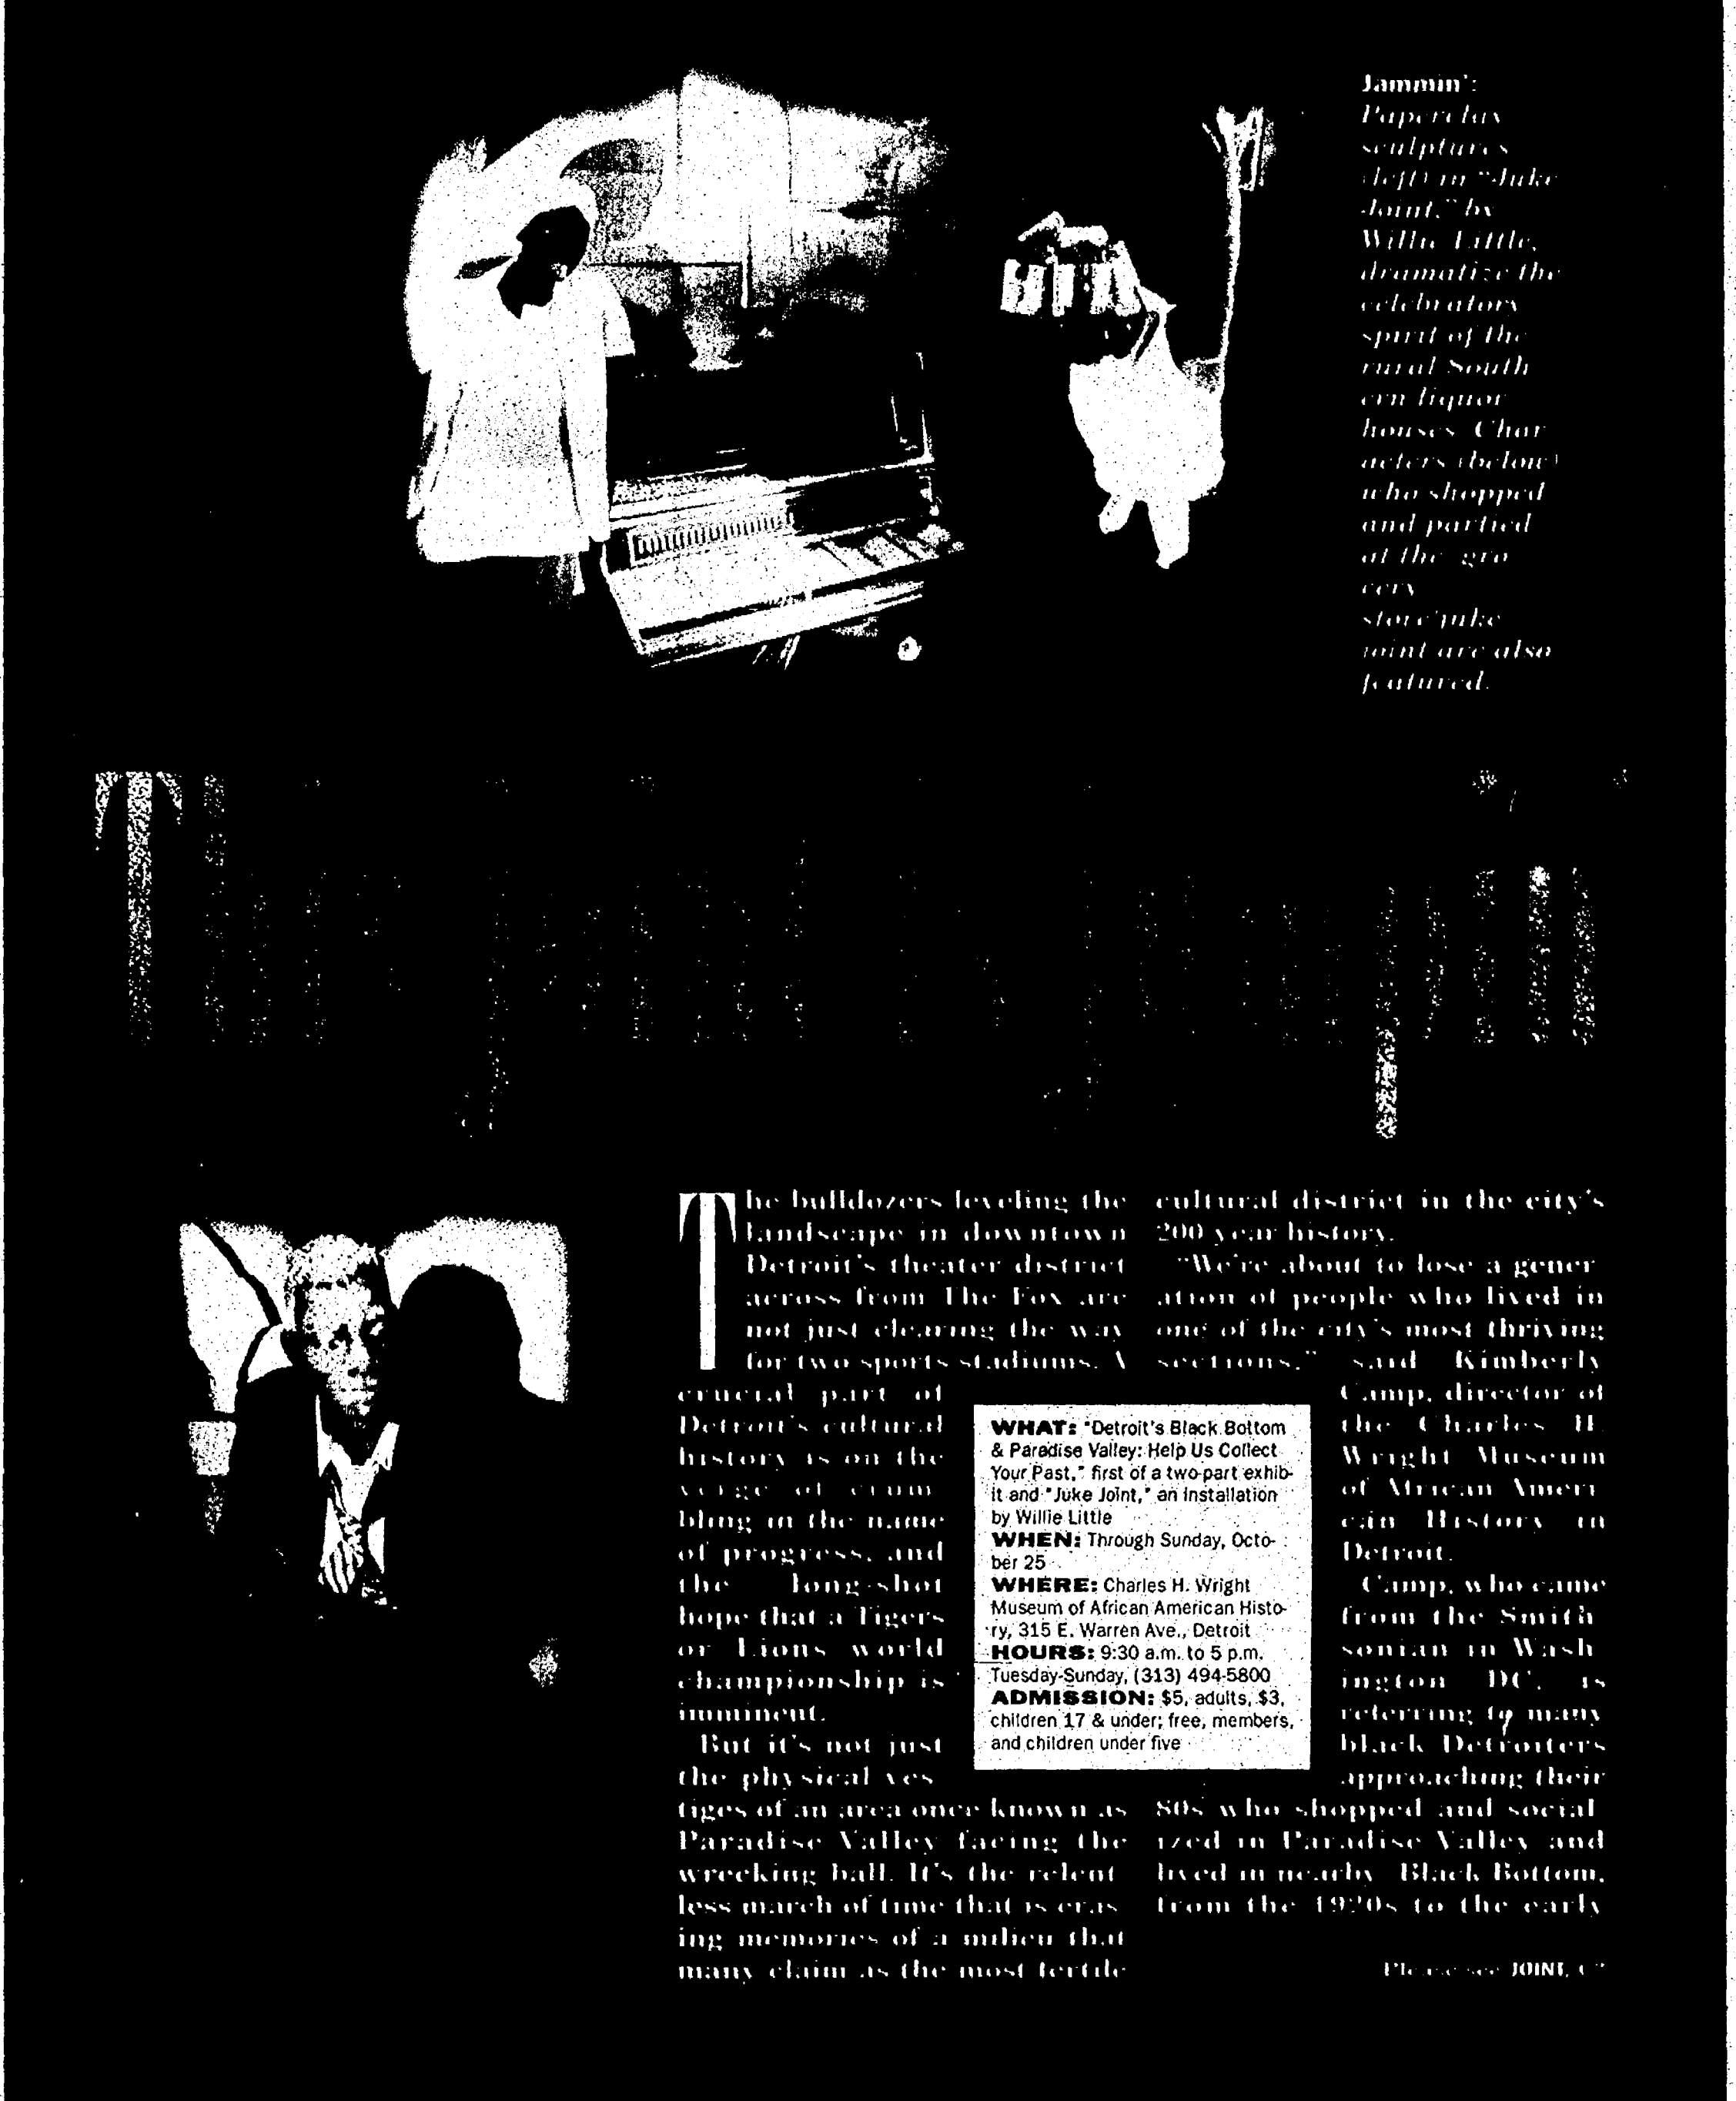 Jammin':
Paperclay
sculptures
(left) in "Juke
Joint," by
Willie Little,
dramatize the
celebratory
spirit of the
rural South
ern liquor
houses. Char
acters (below)
who shopped
and partied
at the gro
cery
store/juke
joint are also
featured.
The bulldozers leveling the
landscape in downtown
Detroit's theater district
across from The Fox are
not just clearing the way
for two sports stadiums. A
crucial part of
Detroit's cultural
history is on the
verge of crum
bling in the name
of progress, and
the long-shot
hope that a Tigers
or Lions world
championship is
imminent.
But it's not just
the physical ves
tiges of an area once known as
Paradise Valley facing the
wrecking ball. It's the relent
less march of time that is eras
ing memories of a milieu that
many claim as the most fertile
cultural district in the city's
200 year history.
"We're about to lose a gener
ation of people who lived in
one of the city's most thriving
sections," said Kimberly
Camp, director of
the Charles H.
Wright Museum
of African Ameri
can History in
Detroit.
Camp, who came
from the Smith
sonian in Wash
ington DC, is
referring to many
black Detroiters
approaching their
80s who shopped and social
ized in Paradise Valley and
lived in nearby Black Bottom,
from the 1920s to the early
Please see JOINT,
WHAT: "Detroit's Black Bottom
& Paradise Valley: Help Us Collect
Your Past," first of a two-part exhib-
it and "Juke Joint," an installation
by Willie Little
WHEN: Through Sunday, Octo-
ber 25
WHERE: Charles H. Wright
Museum of African American Histo-
ry, 315 E. Warren Ave., Detroit
HOURS: 9:30 a.m. to 5 p.m.
Tuesday-Sunday, (313) 494-5800
ADMISSION: $5, adults, $3,
children 17 & under; free, members,
and children under five